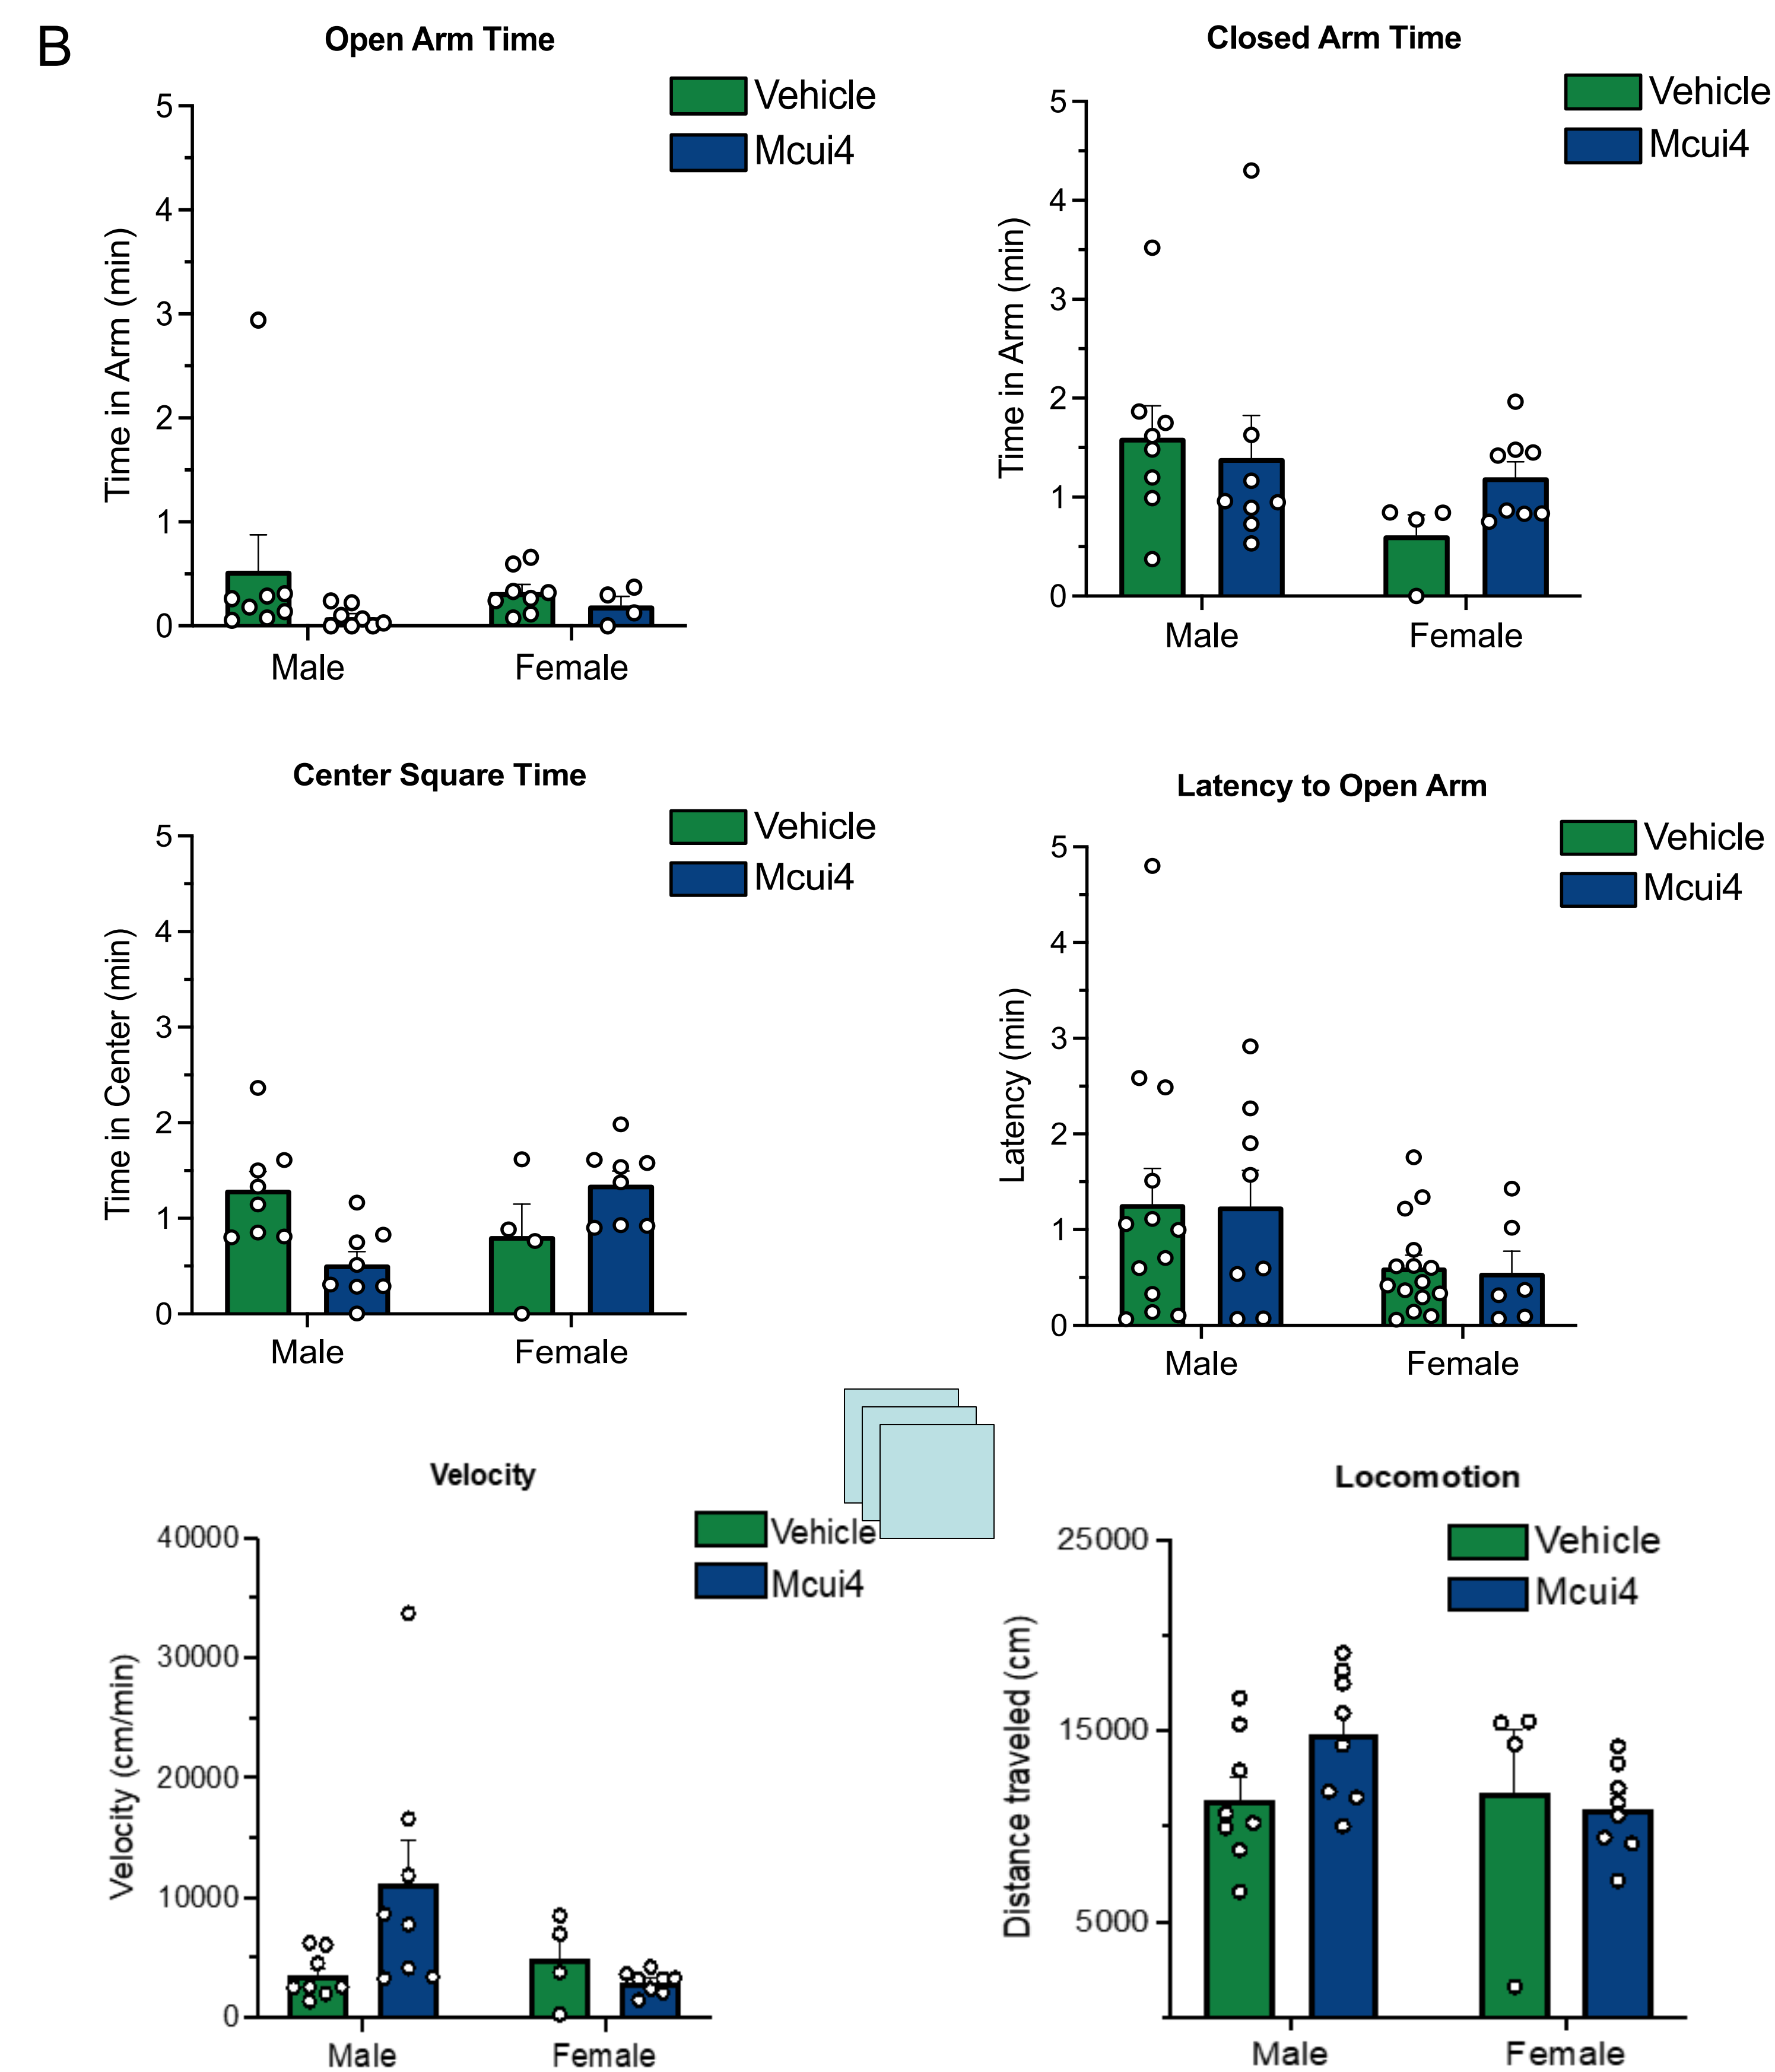 B
Open Arm Time
Vehicle
Mcui4
Time in Arm (min)
5
4
3
2
1
0
Male
Female
Closed Arm Time
Vehicle
Mcui4
Time in Arm (min)
5
4
3
2
1
0
Male
Female
Center Square Time
Vehicle
Mcui4
Time in Center (min)
5
4
3
2
1
0
Male
Female
Latency to Open Arm
Vehicle
Mcui4
Latency (min)
5
4
3
2
1
0
Male
Female
Velocity
Vehicle
Mcui4
Velocity (cm/min)
40000
30000
20000
10000
0
Male
Female
Locomotion
Vehicle
Mcui4
Distance traveled (cm)
25000
15000
5000
Male
Female